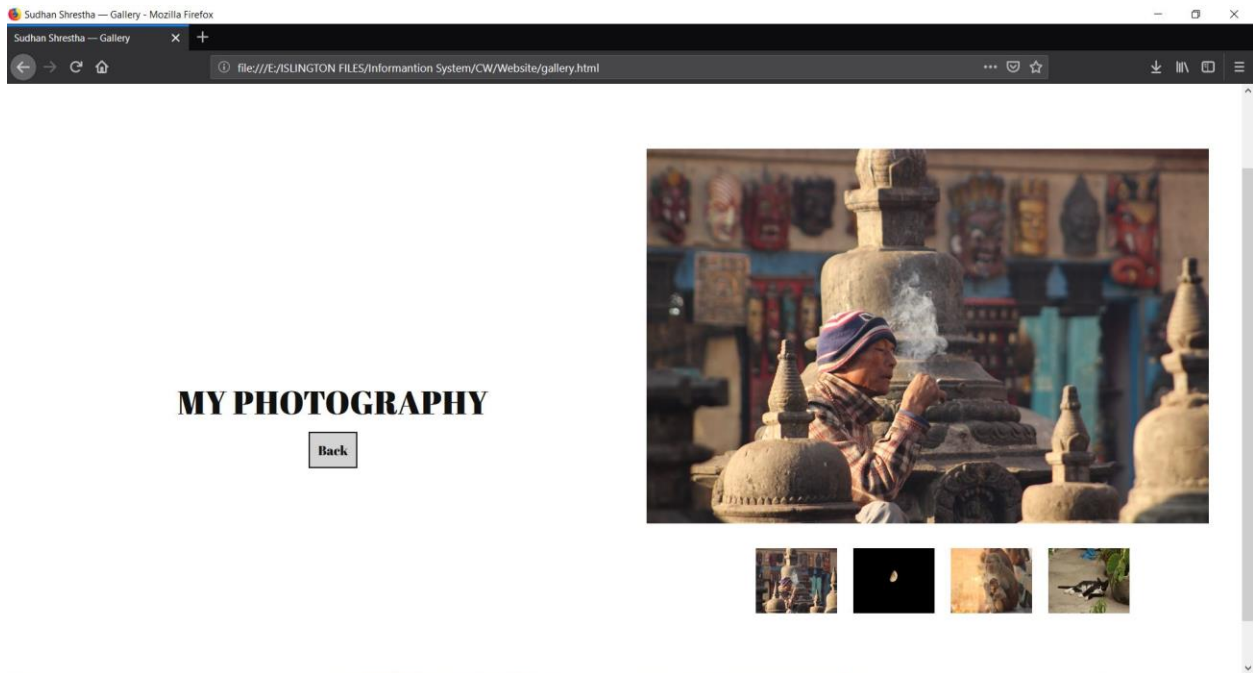 Sudhan Shrestha — Gallery - Mozilla Firefox
Sudhan Shrestha — Gallery
file:///E:/ISLINGTON FILES/Informantion System/CW/Website/gallery.html
MY PHOTOGRAPHY
Back